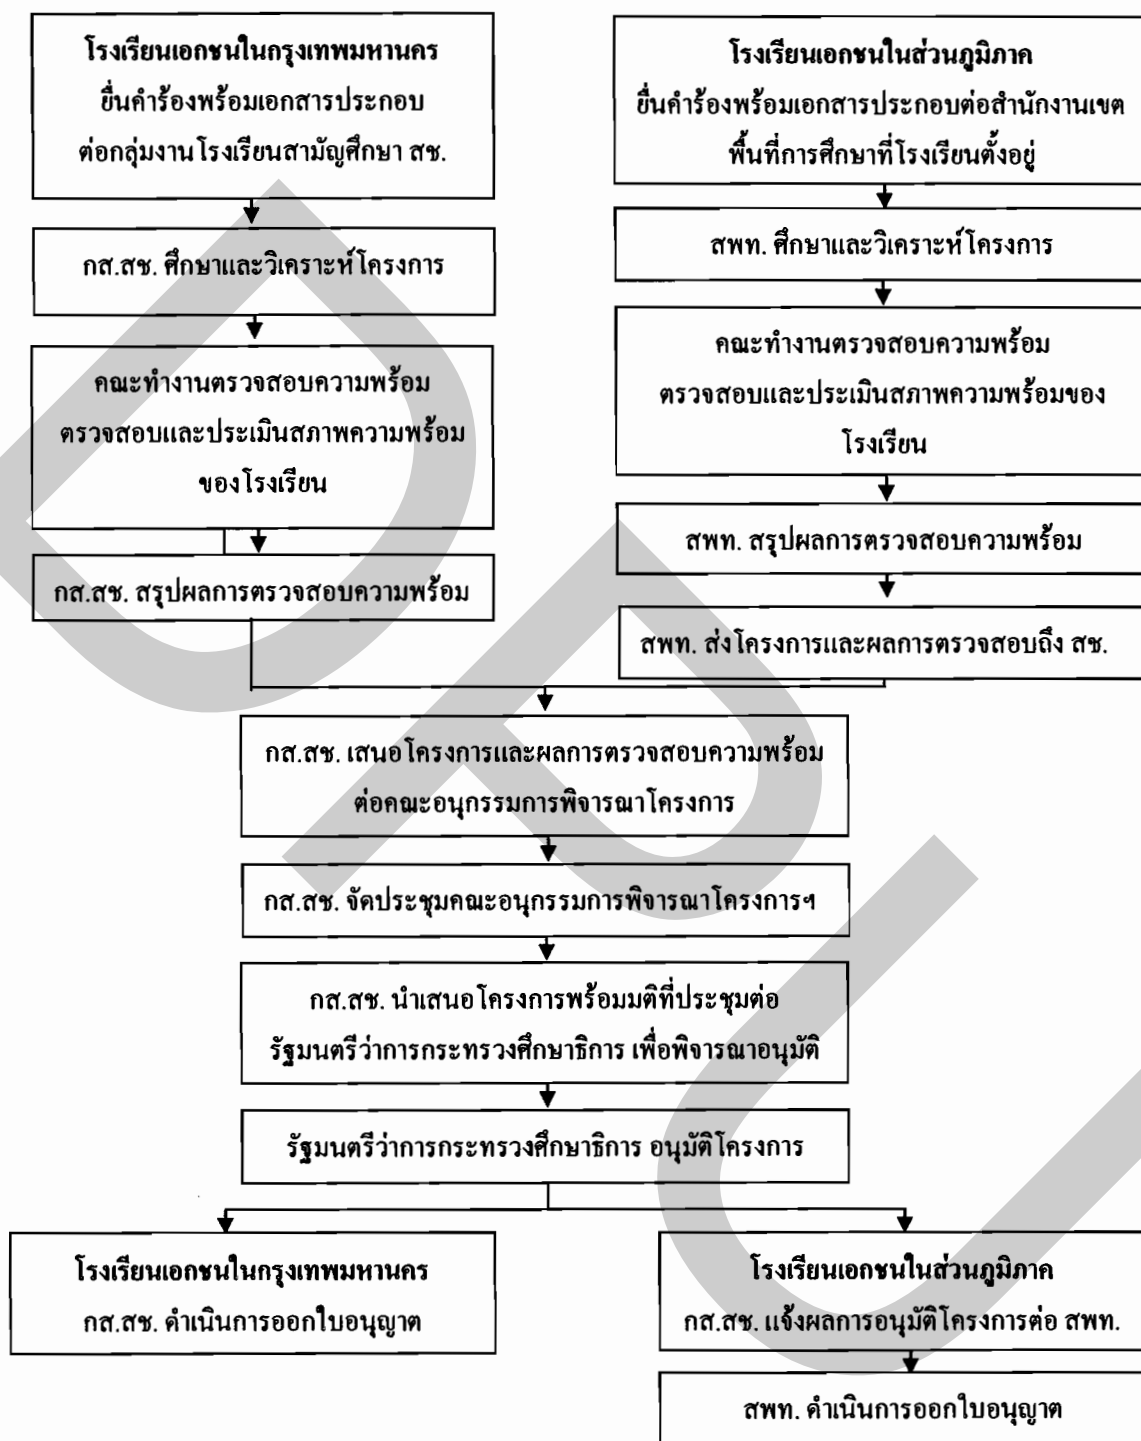 โรงเรียนเอกชนในกรุงเทพมหานคร
ยื่นคำร้องพร้อมเอกสารประกอบ
ต่อกลุ่มงานโรงเรียนสามัญศึกษา สช.
กส.สช. ศึกษาและวิเคราะห์โครงการ
คณะทำงานตรวจสอบความพร้อม
ตรวจสอบและประเมินสภาพความพร้อม
ของโรงเรียน
กส.สช. สรุปผลการตรวจสอบความพร้อม
โรงเรียนเอกชนในส่วนภูมิภาค
ยื่นคำร้องพร้อมเอกสารประกอบต่อสำนักงานเขต
พื้นที่การศึกษาที่โรงเรียนตั้งอยู่
สพท. ศึกษาและวิเคราะห์โครงการ
คณะทำงานตรวจสอบความพร้อม
ตรวจสอบและประเมินสภาพความพร้อมของ
โรงเรียน
สพท. สรุปผลการตรวจสอบความพร้อม
สพท. ส่งโครงการและผลการตรวจสอบถึง สช.
กส.สช. เสนอโครงการและผลการตรวจสอบความพร้อม
ต่อคณะอนุกรรมการพิจารณาโครงการ
กส.สช. จัดประชุมคณะอนุกรรมการพิจารณาโครงการฯ
กส.สช. นำเสนอโครงการพร้อมมติที่ประชุมต่อ
รัฐมนตรีว่าการกระทรวงศึกษาธิการ เพื่อพิจารณาอนุมัติ
รัฐมนตรีว่าการกระทรวงศึกษาธิการ อนุมัติโครงการ
โรงเรียนเอกชนในกรุงเทพมหานคร
กส.สช. ดำเนินการออกใบอนุญาต
โรงเรียนเอกชนในส่วนภูมิภาค
กส.สช. แจ้งผลการอนุมัติโครงการต่อ สพท.
สพท. ดำเนินการออกใบอนุญาต
DPU